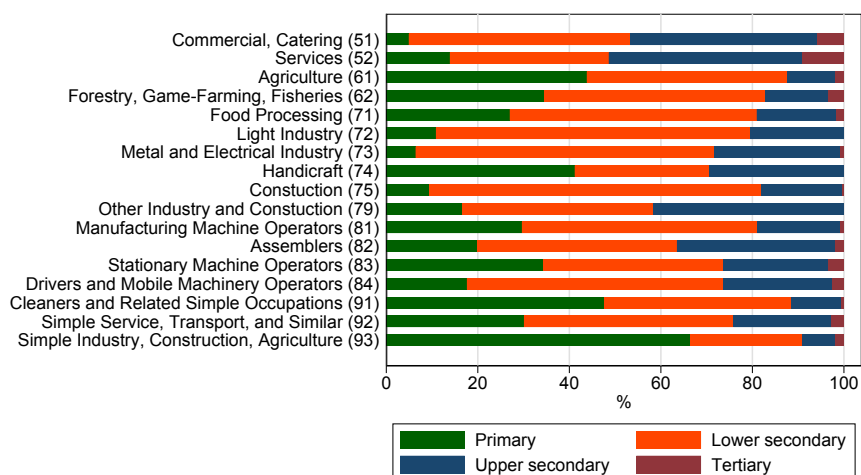 Commercial, Catering (51)
Services (52)
Agriculture (61)
Forestry, Game-Farming, Fisheries (62)
Food Processing (71)
Light Industry (72)
Metal and Electrical Industry (73)
Handicraft (74)
Constuction (75)
Other Industry and Constuction (79)
Manufacturing Machine Operators (81)
Assemblers (82)
Stationary Machine Operators (83)
Drivers and Mobile Machinery Operators (84)
Cleaners and Related Simple Occupations (91)
Simple Service, Transport, and Similar (92)
Simple Industry, Construction, Agriculture (93)
0 20 40 60 80 100
%
Primary Lower secondary
Upper secondary Tertiary